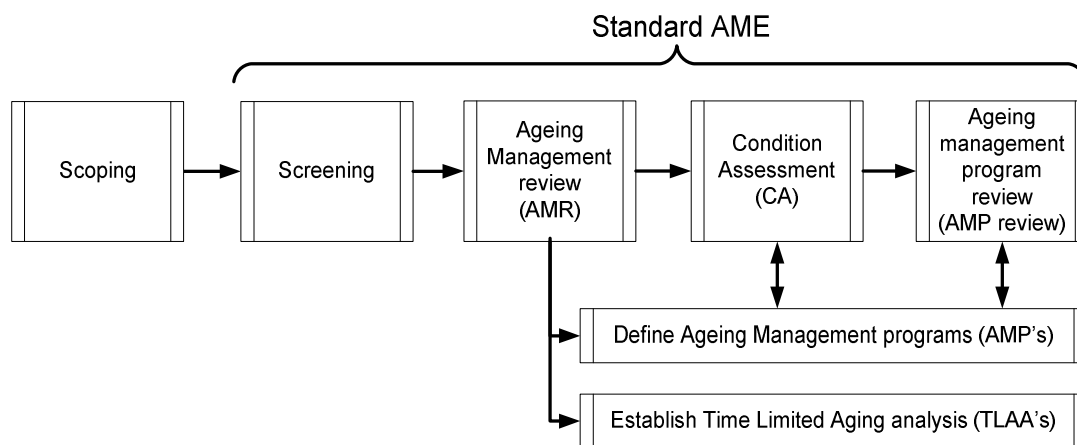 Standard AME
Scoping
Screening
Ageing
Management
review
(AMR)
Condition
Assessment
(CA)
Ageing
management
program
review
(AMP review)
Define Ageing Management programs (AMP's)
Establish Time Limited Aging analysis (TLAA's)